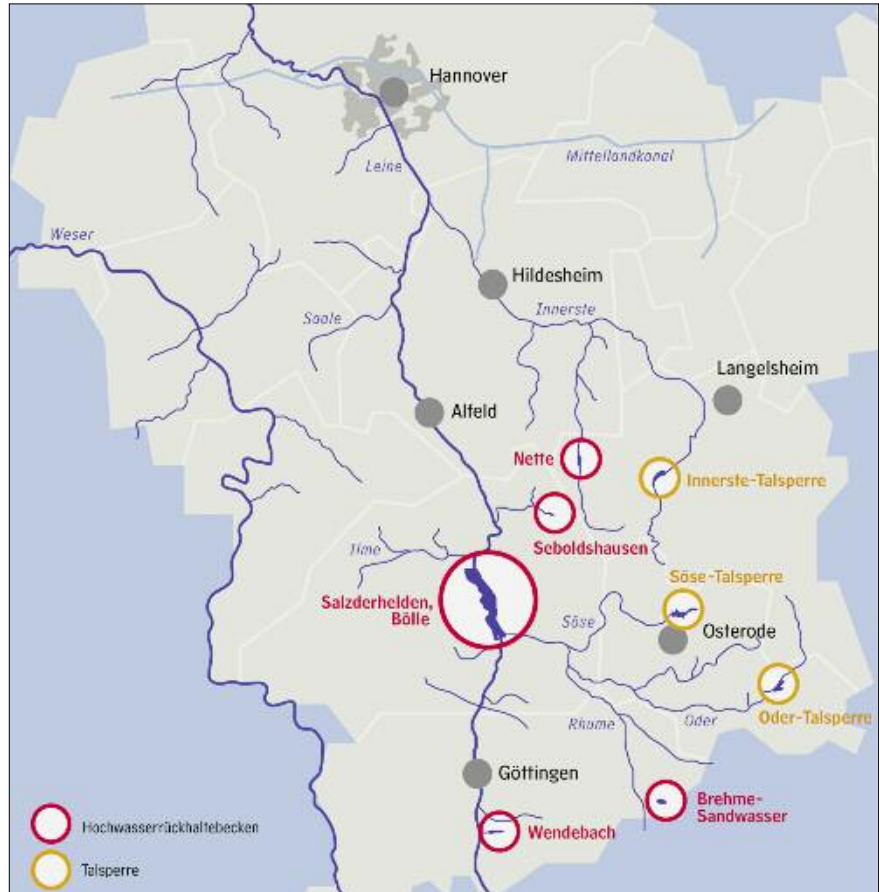 Hannover
Leine
Mittellandkanal
Weser
Hildesheim
Innerste
Saale
Langelsheim
Alfeld
Nette
Innerste-Talsperre
Seboldshausen
Ilme
Söse-Talsperre
Salzderhelden,
Bölle
Söse
Osterode
Rhume
Oder
Oder-Talsperre
Göttingen
Brehme-
Sandwasser
Wendebach
Hochwasserrückhaltebecken
Talsperre